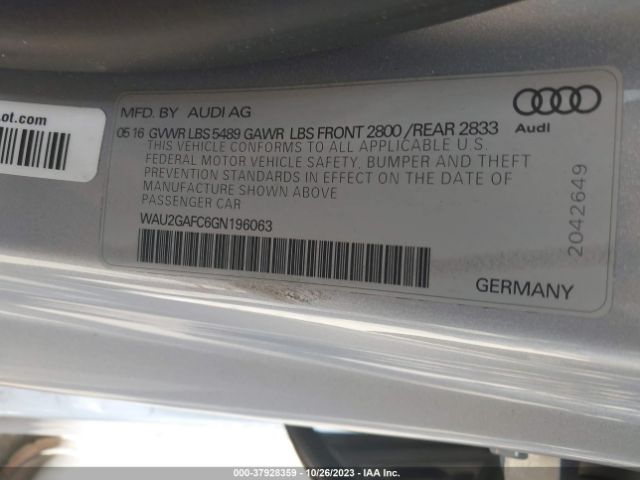 ot.com
MFD. BY AUDI AG
05 16 GVWR LBS 5489 GAWR LBS FRONT 2800 / REAR 2833
THIS VEHICLE CONFORMS TO ALL APPLICABLE U.S.
FEDERAL MOTOR VEHICLE SAFETY, BUMPER AND THEFT
PREVENTION STANDARDS IN EFFECT ON THE DATE OF
MANUFACTURE SHOWN ABOVE
PASSENGER CAR
WAU2GAFC6GN196063
Audi
2042649
GERMANY
000-37928359 - 10/26/2023 - IAA Inc.